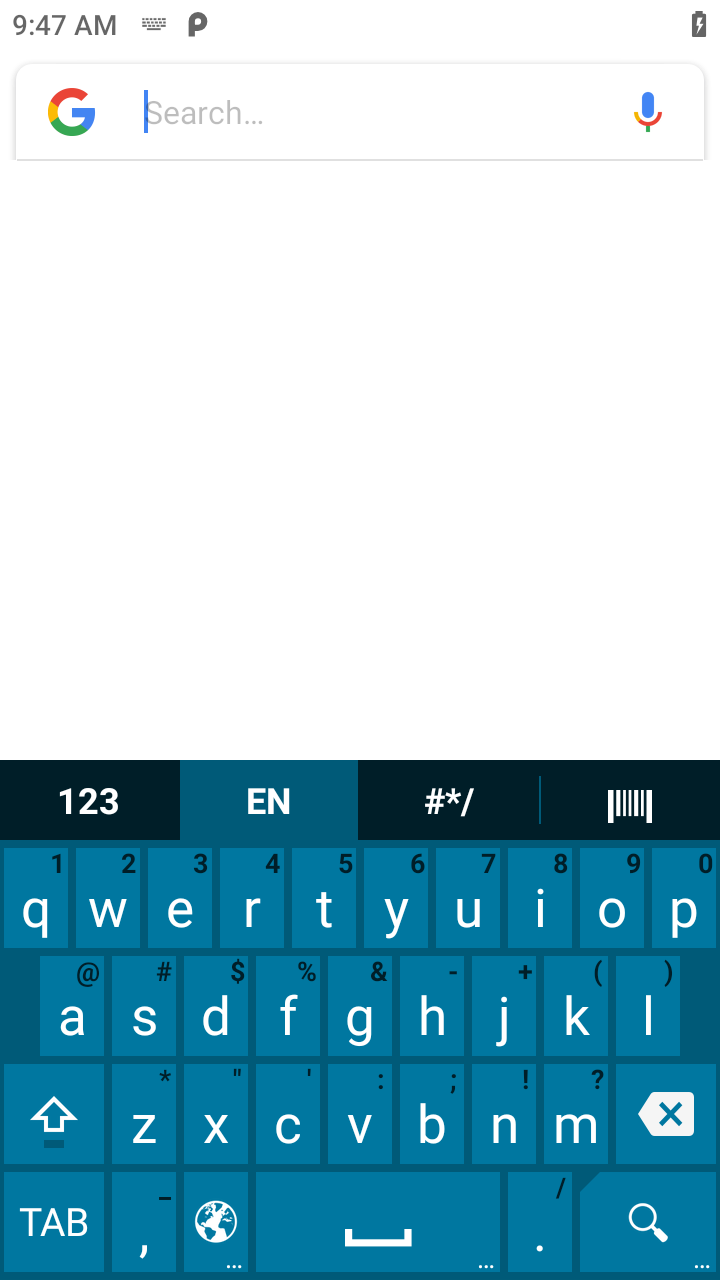 9:47 AM
Search...
123 EN #*/
1 2 3 4 5 6 7 8 9 0
q w e r t y u i o p
@ # $ % & - + ( )
a s d f g h j k l
* " ' : ; ! ?
z x c v b n m
_ /
TAB , ... ... . ...